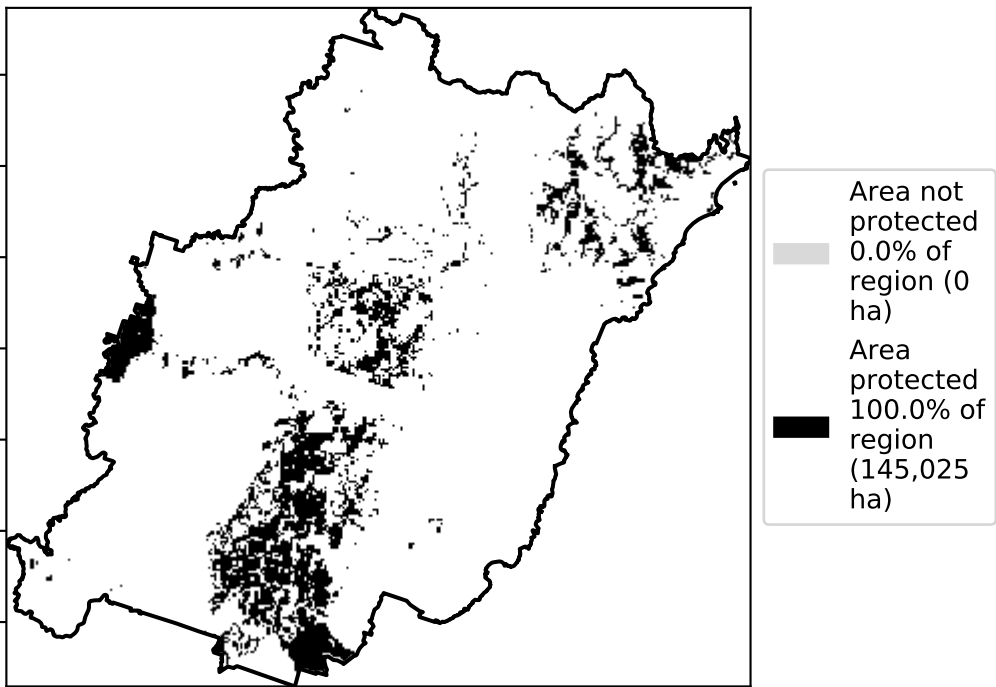 Area not
protected
0.0% of
region (0
ha)
Area
protected
100.0% of
region
(145,025
ha)